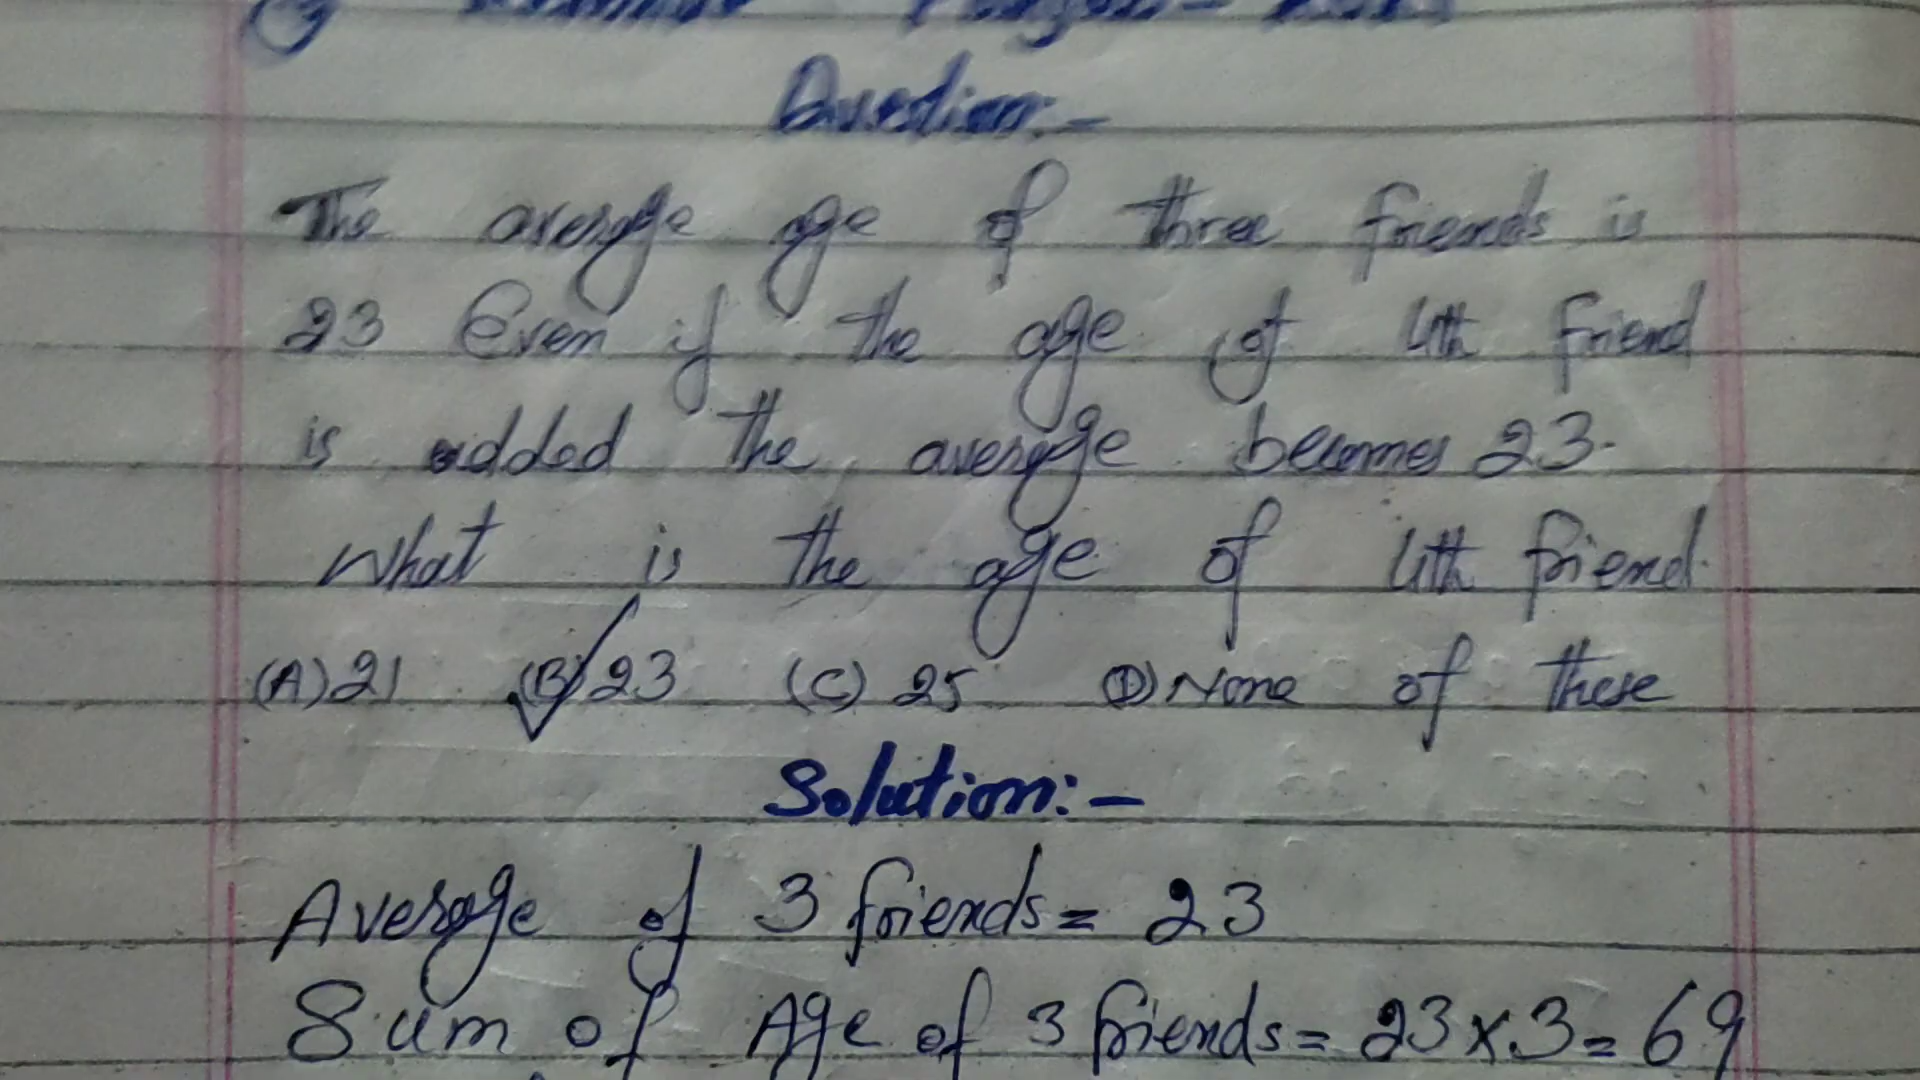 Question:-
The average age of three friends is
23 Even if the age of 4th friend
is added the average becomes 23.
What is the age of 4th friend.
(A) 21 (B) 23 (C) 25 (D) None of these
Solution:-
Average of 3 friends = 23
Sum of Age of 3 friends = 23 x 3 = 69